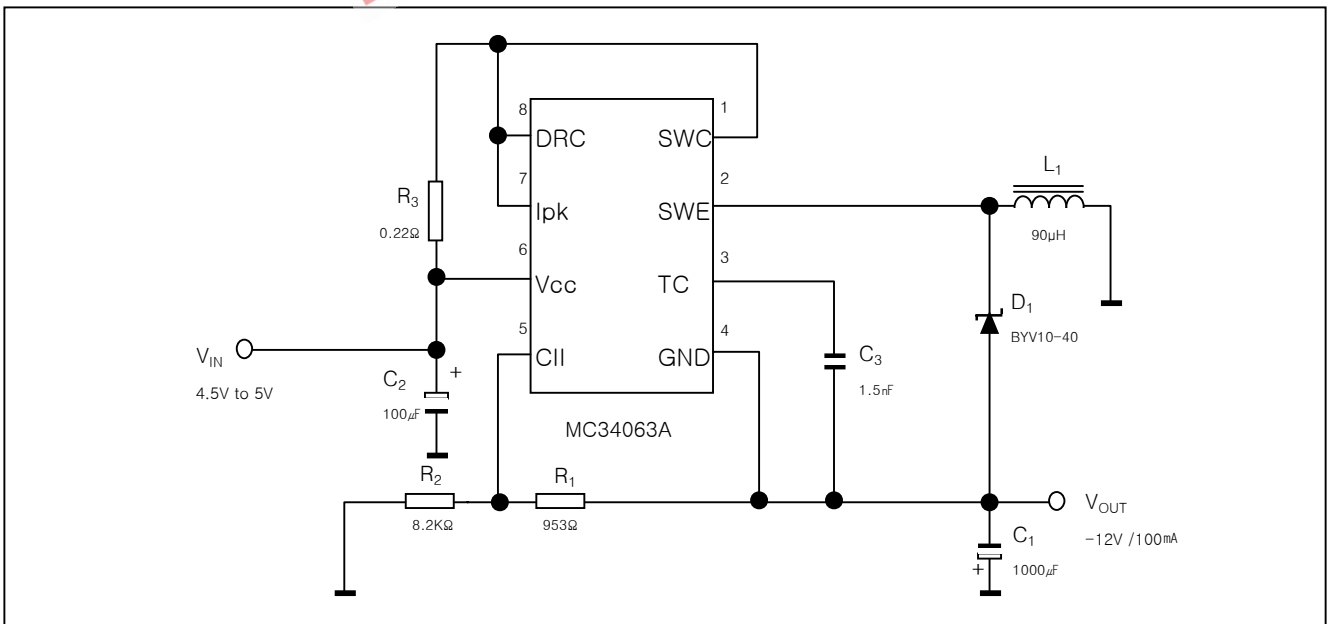 8
1
DRC
SWC
7
2
R3
0.22Ω
Ipk
SWE
L1
90µH
6
3
Vcc
TC
5
4
D1
BYV10-40
VIN
4.5V to 5V
CII
GND
C2
+
100µF
C3
1.5nF
MC34063A
R2
8.2KΩ
R1
953Ω
VOUT
-12V /100mA
C1
+
1000µF